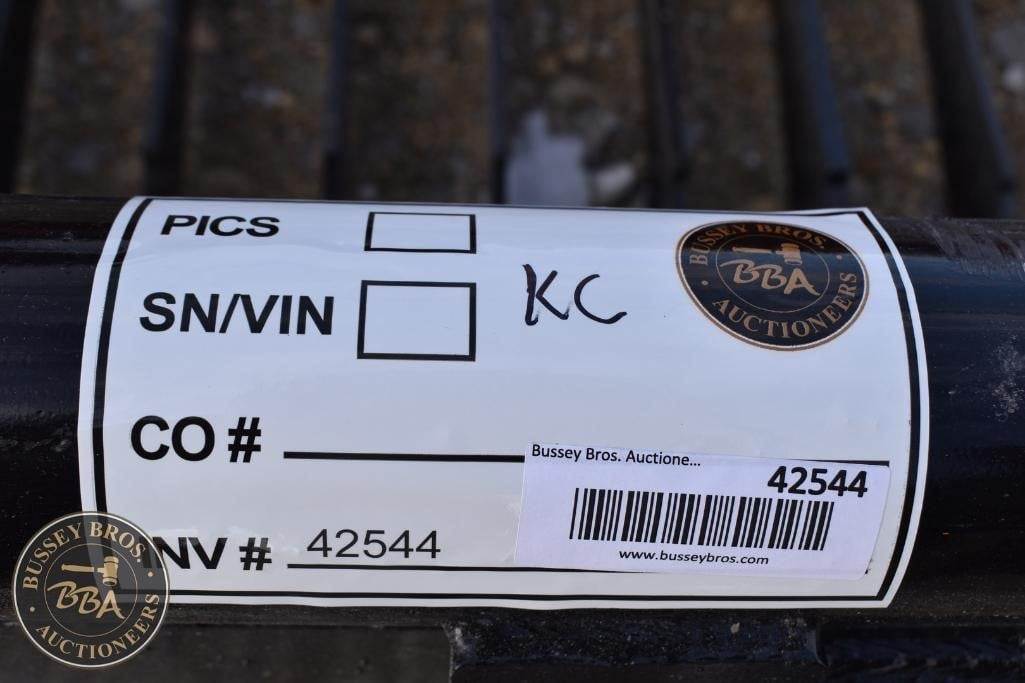 PICS
SN/VIN
KC
BUSSEY BROS.
BBA
AUCTIONEERS
CO #
Bussey Bros. Auctione...
42544
www.busseybros.com
INV # 42544
BUSSEY BROS.
BBA
AUCTIONEERS